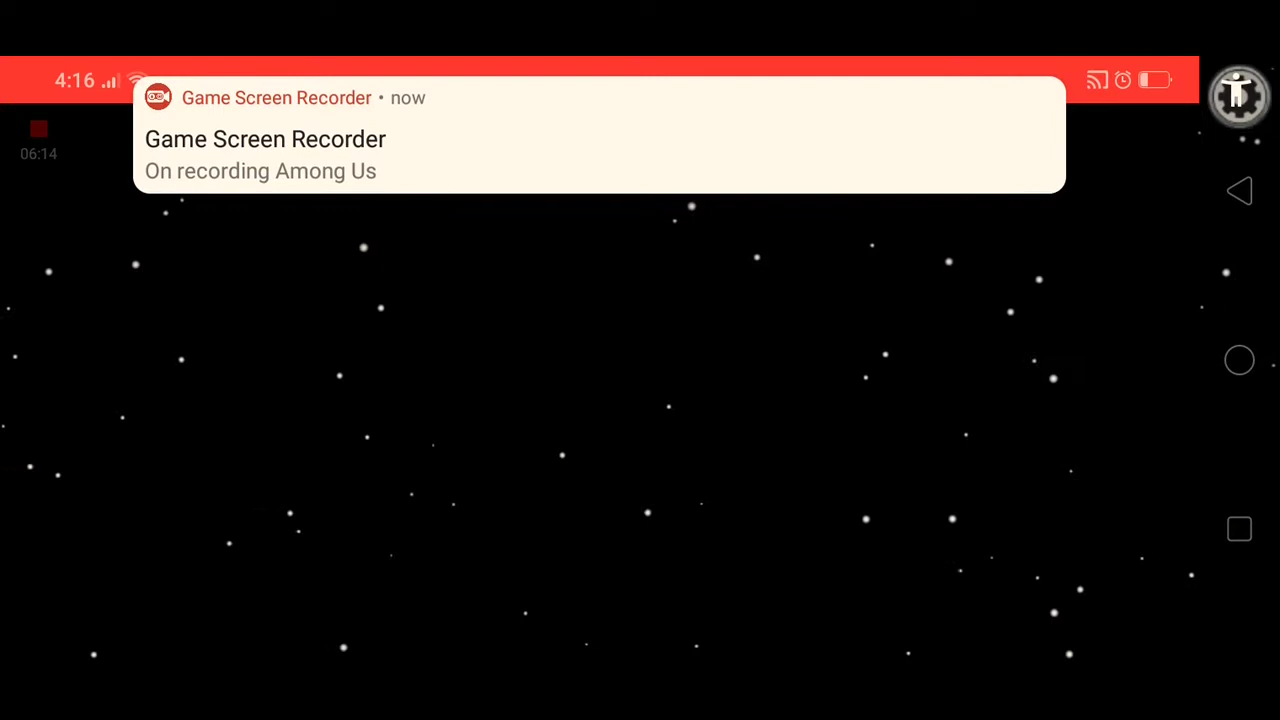 4:16
Game Screen Recorder • now
Game Screen Recorder
On recording Among Us
06:14